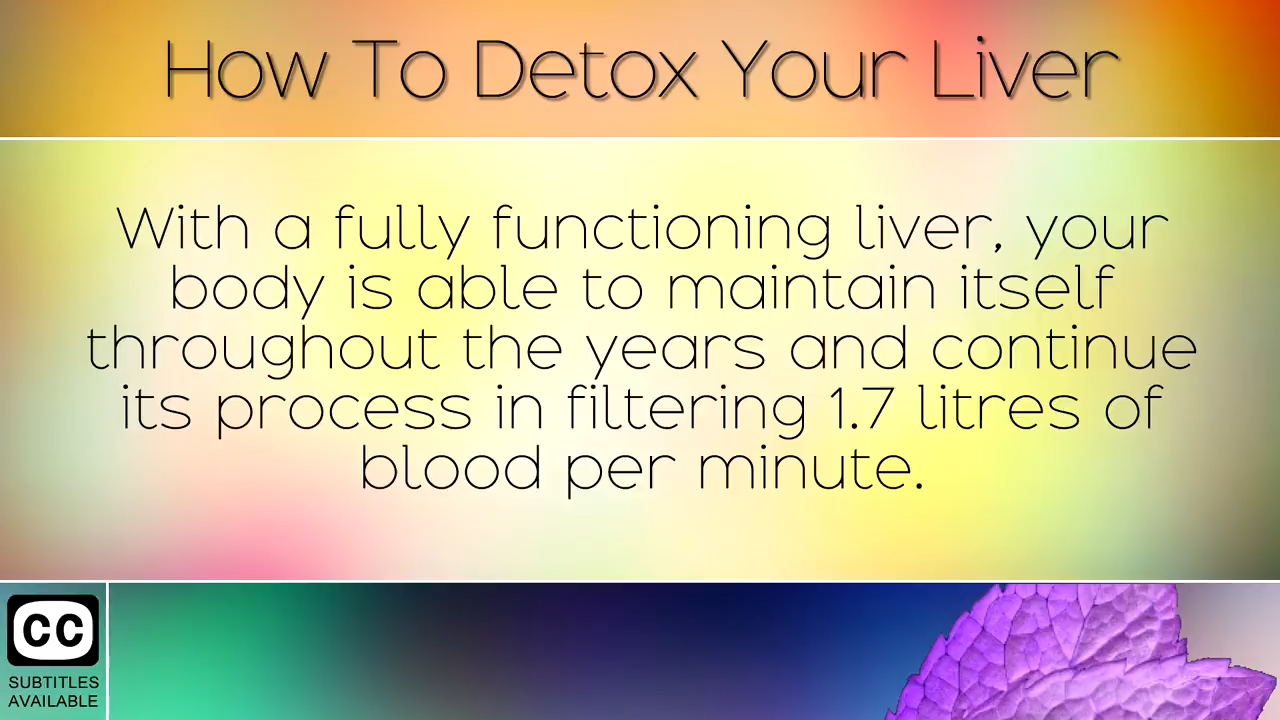 How To Detox Your Liver
With a fully functioning liver, your
body is able to maintain itself
throughout the years and continue
its process in filtering 1.7 litres of
blood per minute.
CC
SUBTITLES
AVAILABLE